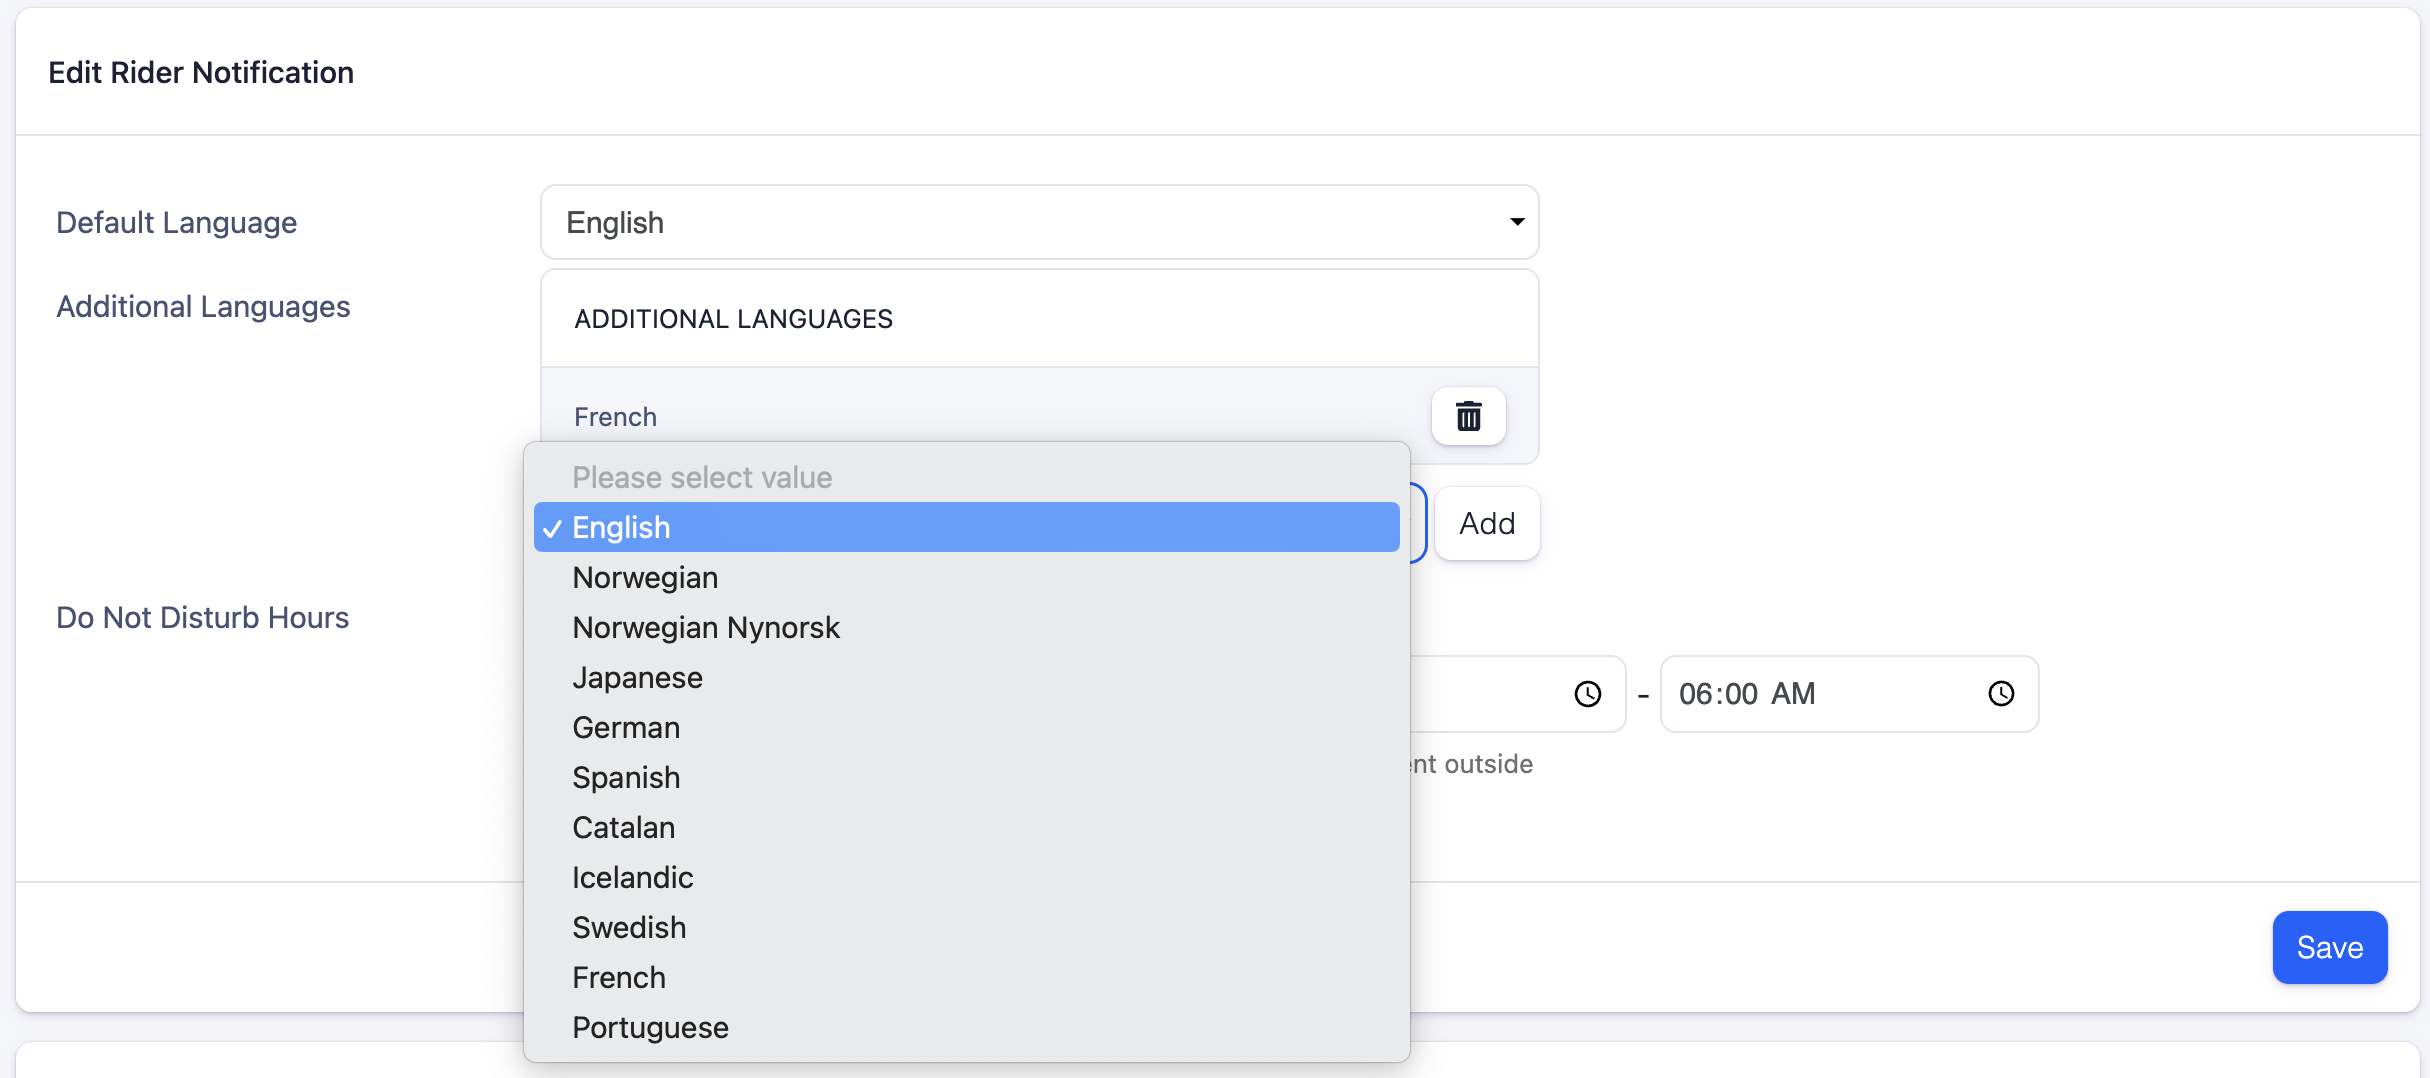 Edit Rider Notification
Default Language
English
Additional Languages
ADDITIONAL LANGUAGES
French
Please select value
✓ English
Add
Norwegian
Norwegian Nynorsk
Do Not Disturb Hours
Japanese
- 06:00 AM
German
outside
Spanish
Catalan
Icelandic
Swedish
Save
French
Portuguese